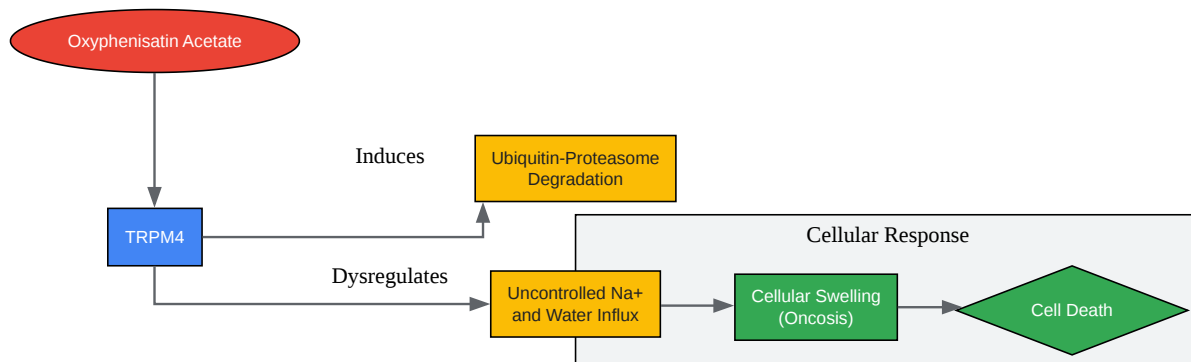 Oxyphenisatin Acetate
Induces
Ubiquitin-Proteasome
Degradation
TRPM4
Cellular Response
Dysregulates
Uncontrolled Na+
and Water Influx
Cellular Swelling
(Oncosis)
Cell Death